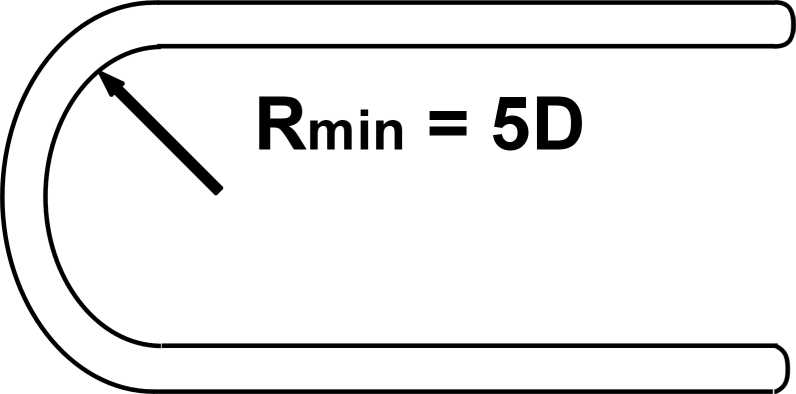 Rmin = 5D